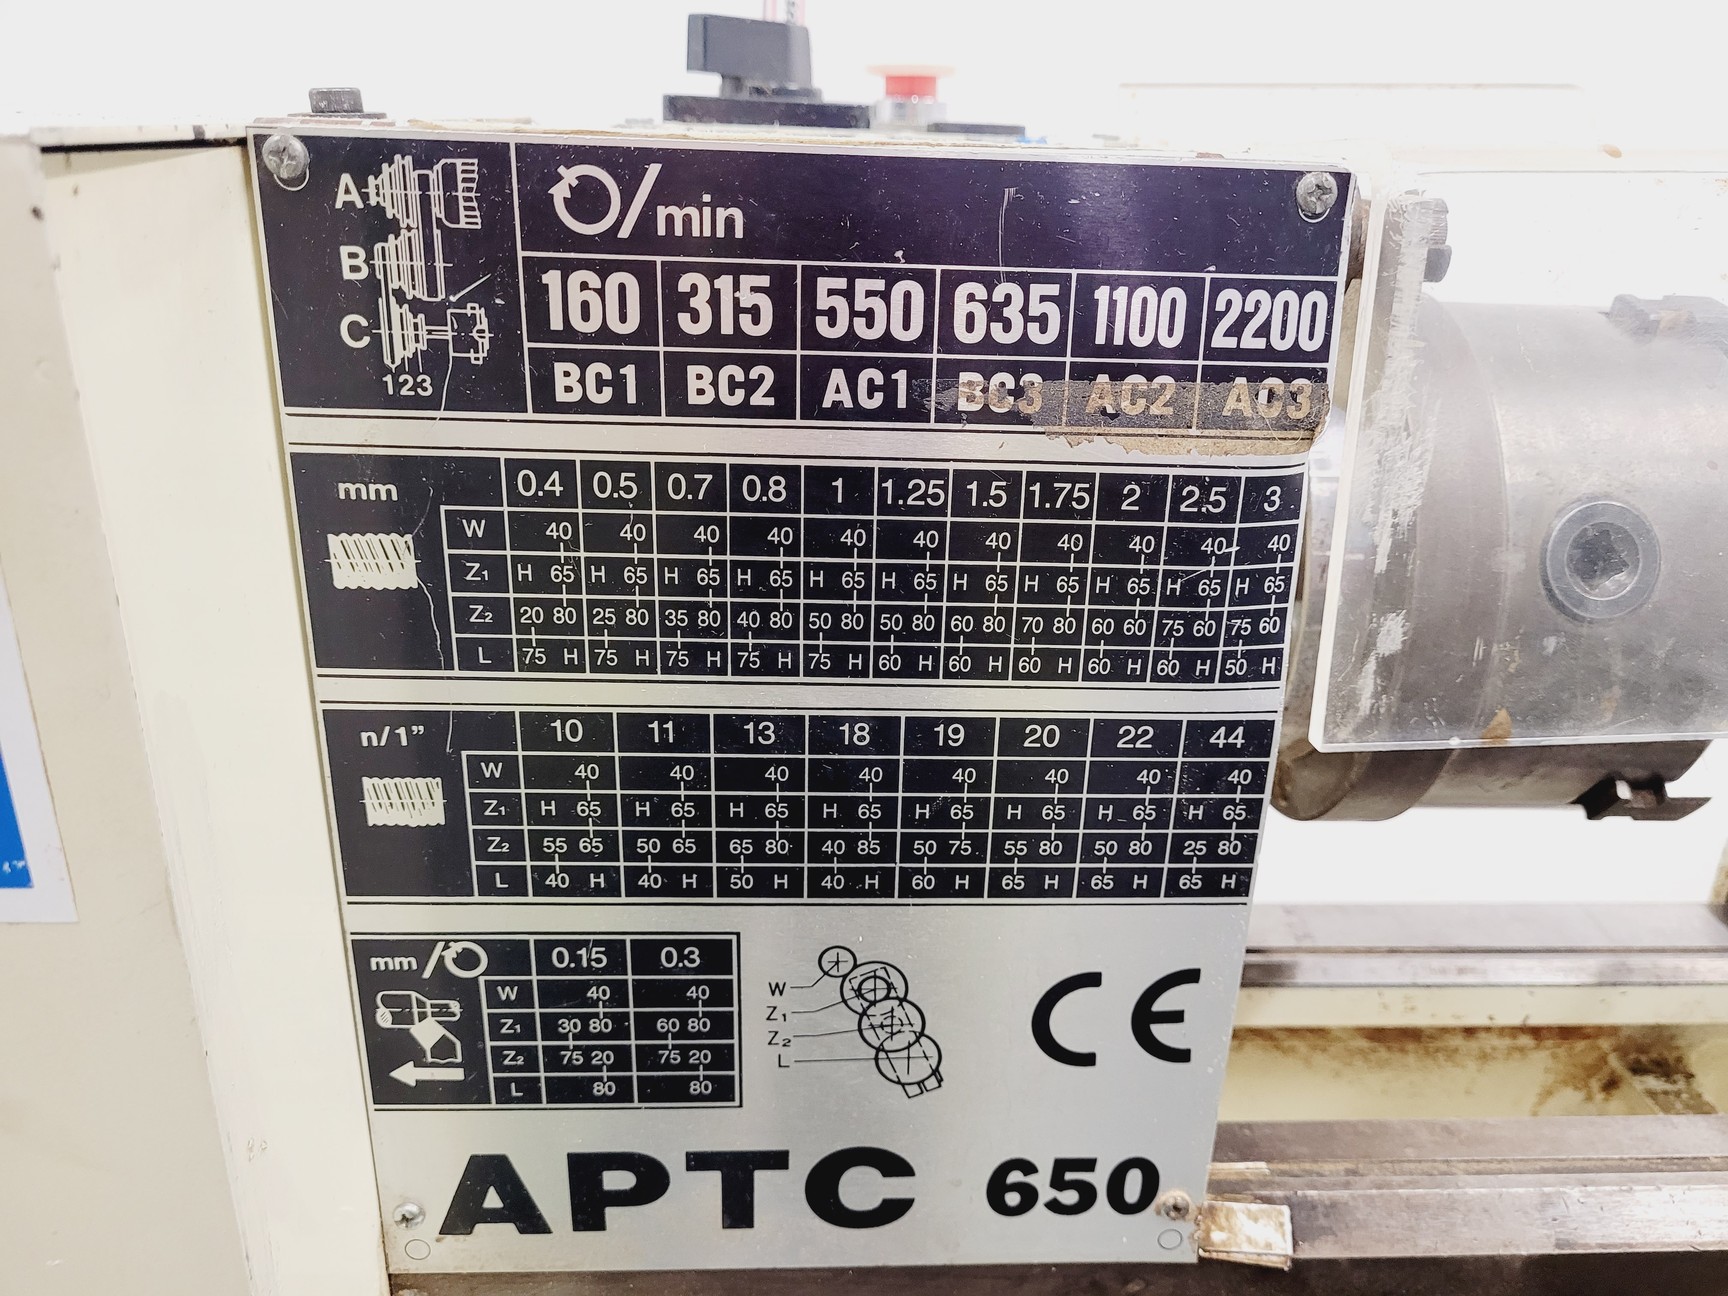 A
B
C
123
/min
160 315 550 635 1100 2200
BC1 BC2 AC1 BC3 AC2 AC3
mm 0.4 0.5 0.7 0.8 1 1.25 1.5 1.75 2 2.5 3
W 40 40 40 40 40 40 40 40 40 40 40
Z1 H 65 H 65 H 65 H 65 H 65 H 65 H 65 H 65 H 65 H 65 H 65
Z2 20 80 25 80 35 80 40 80 50 80 50 80 60 80 70 80 60 60 75 60 75 60
L 75 H 75 H 75 H 75 H 75 H 60 H 60 H 60 H 60 H 60 H 50 H
n/1" 10 11 13 18 19 20 22 44
W 40 40 40 40 40 40 40 40
Z1 H 65 H 65 H 65 H 65 H 65 H 65 H 65 H 65
Z2 55 65 50 65 65 80 40 85 50 75 55 80 50 80 25 80
L 40 H 40 H 50 H 40 H 60 H 65 H 65 H 65 H
mm/ 0.15 0.3
W 40 40
Z1 30 80 60 80
Z2 75 20 75 20
L 80 80
W
Z1
Z2
L
CE
APTC 650